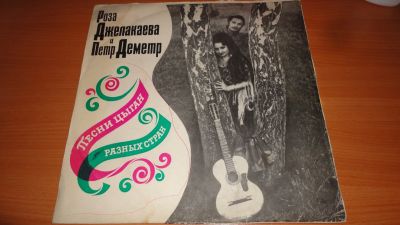 Роза
Джелакаева
и
Петр Деметр
Песни цыган
разных стран